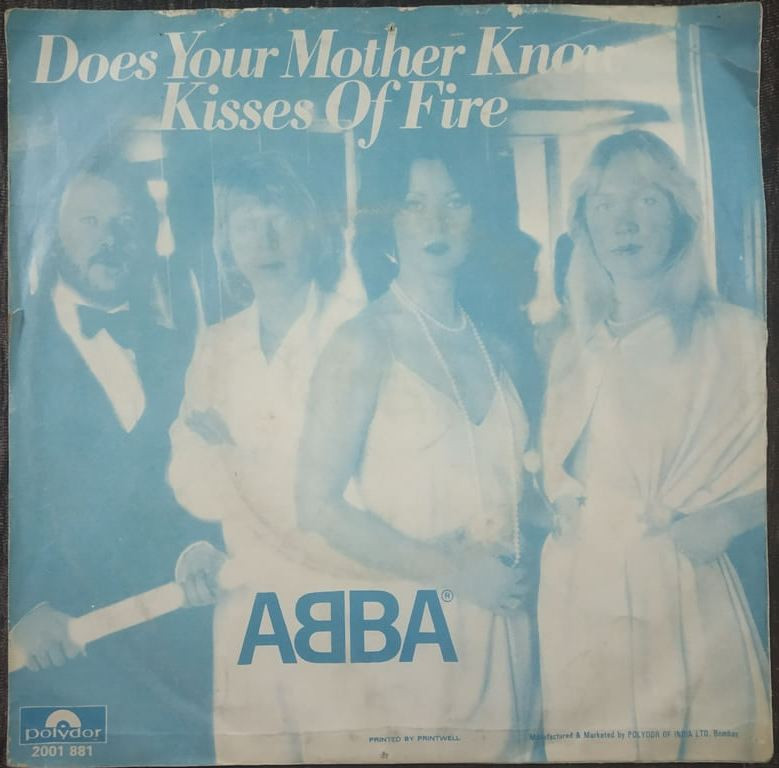 Does Your Mother Know
Kisses Of Fire
ABBA®
polydor
2001 881
PRINTED BY PRINTWELL
Manufactured & Marketed by POLYDOR OF INDIA LTD. Bombay